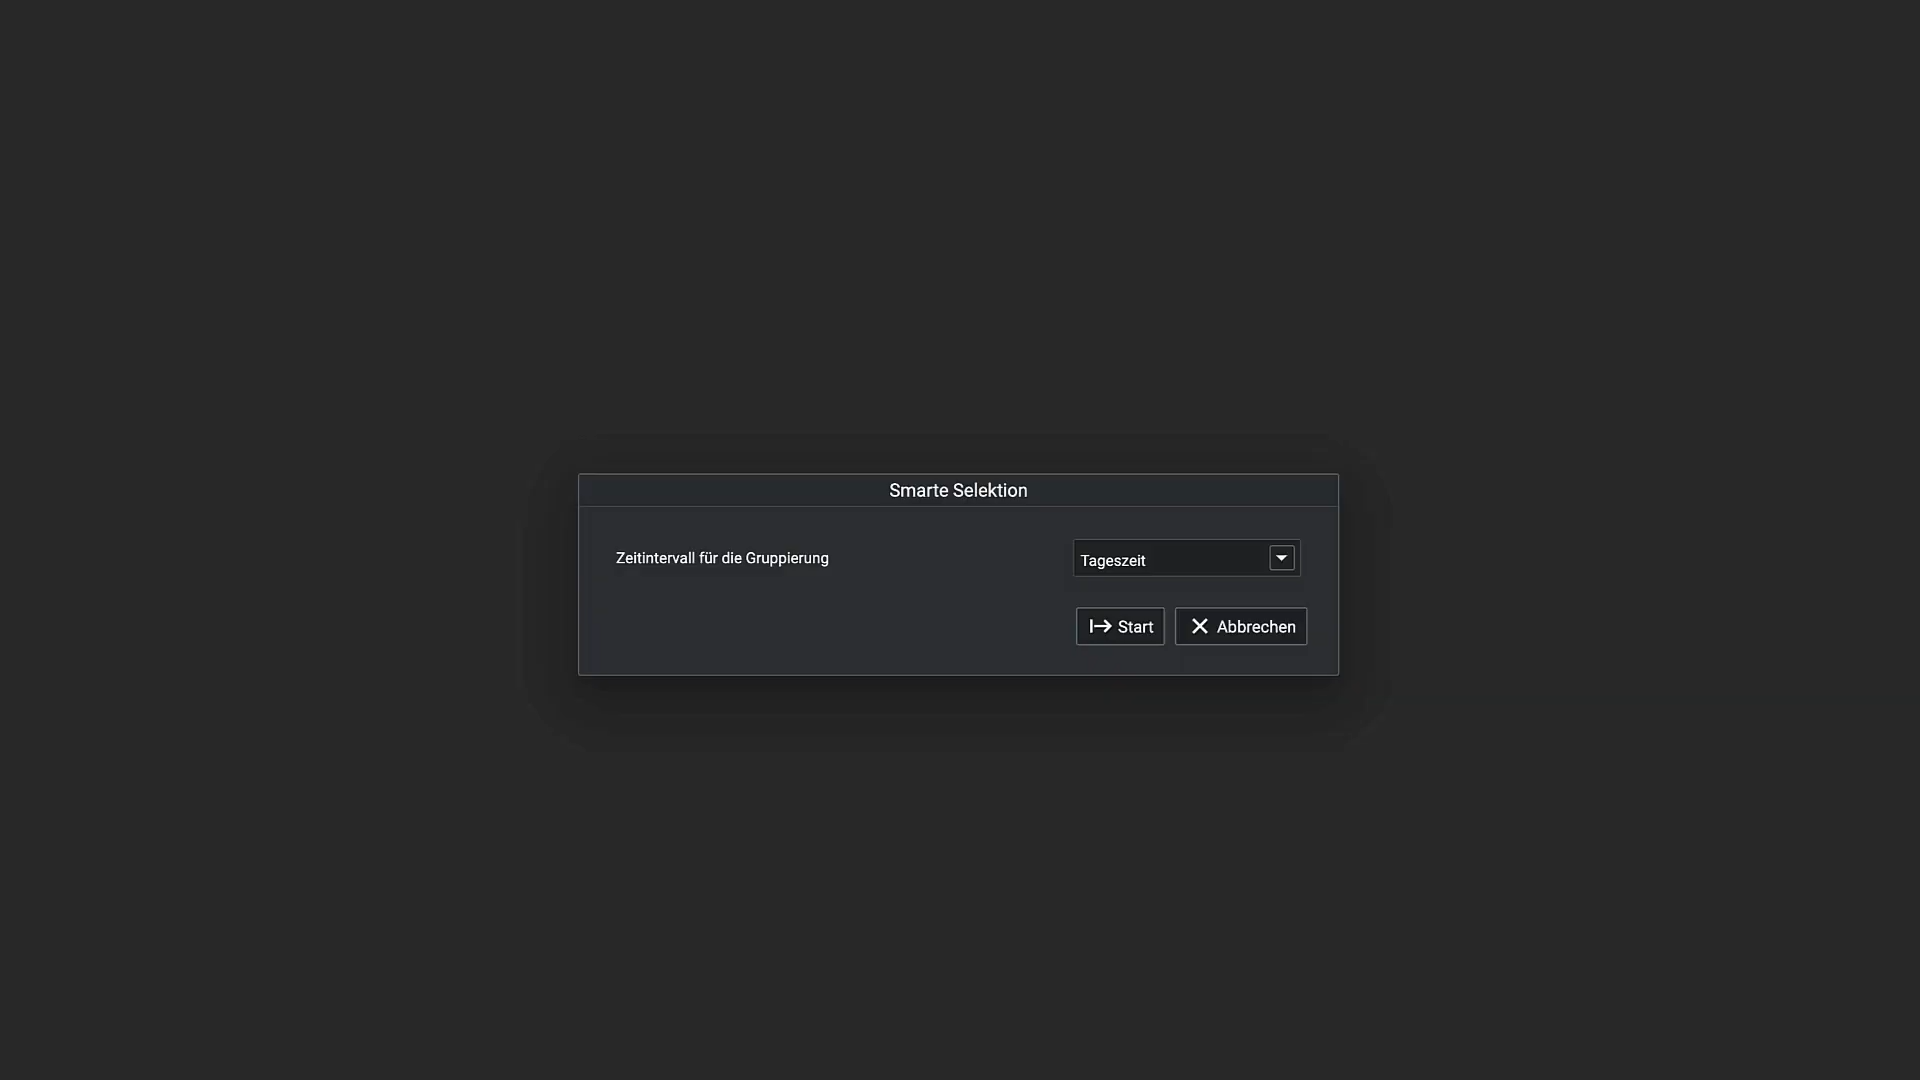 Smarte Selektion
Zeitintervall für die Gruppierung
Tageszeit
Start
Abbrechen